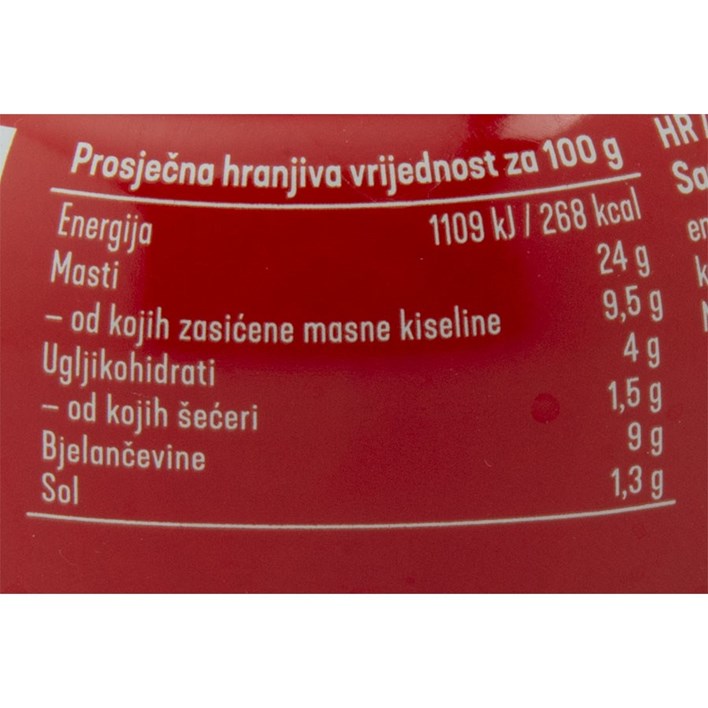 Prosječna hranjiva vrijednost za 100 g
Energija 1109 kJ / 268 kcal
Masti 24 g
– od kojih zasićene masne kiseline 9,5 g
Ugljikohidrati 4 g
– od kojih šećeri 1,5 g
Bjelančevine 9 g
Sol 1,3 g
HR